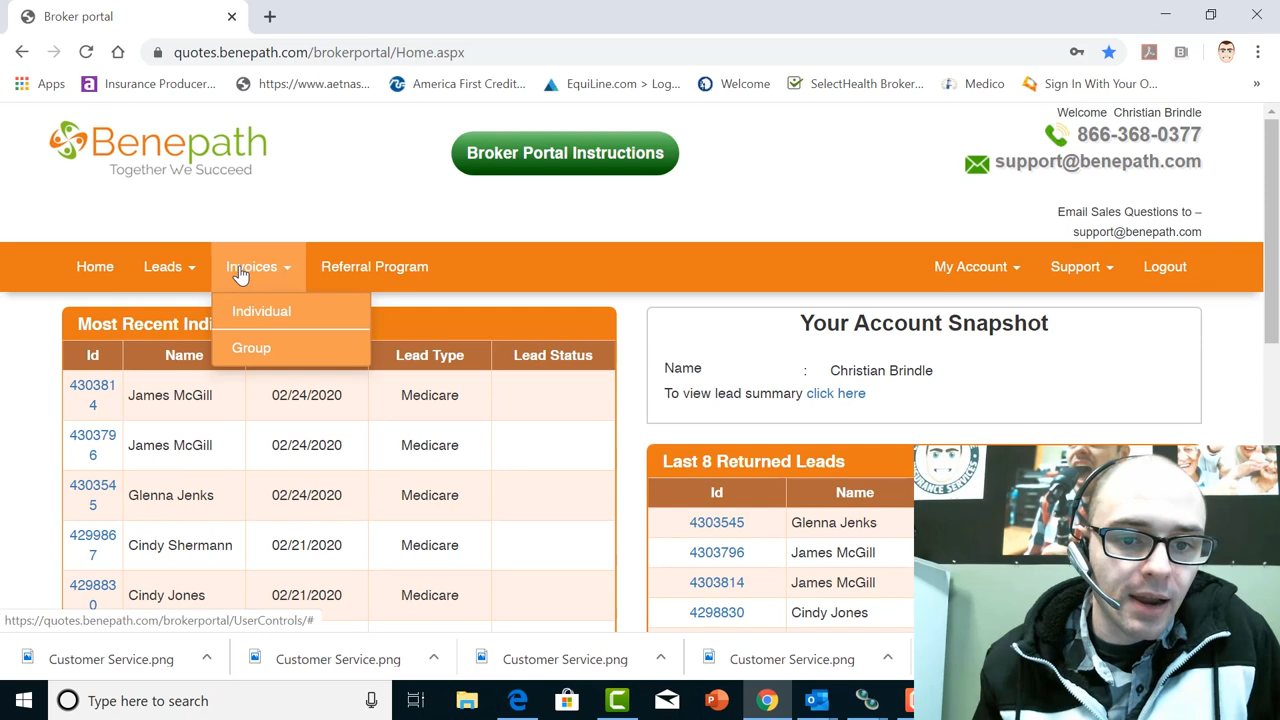 Broker portal
quotes.benepath.com/brokerportal/Home.aspx
Apps
Insurance Producer...
https://www.aetnas...
America First Credit...
EquiLine.com > Log...
Welcome
SelectHealth Broker...
Medico
Sign In With Your O...
»
Benepath
Together We Succeed
Broker Portal Instructions
Welcome Christian Brindle
866-368-0377
support@benepath.com
Email Sales Questions to –
support@benepath.com
Home
Leads
Invoices
Referral Program
My Account
Support
Logout
Individual
Group
Most Recent Indi
Id Name Lead Type Lead Status
4303814 James McGill 02/24/2020 Medicare
4303796 James McGill 02/24/2020 Medicare
4303545 Glenna Jenks 02/24/2020 Medicare
4299867 Cindy Shermann 02/21/2020 Medicare
4298830 Cindy Jones 02/21/2020 Medicare
Your Account Snapshot
Name : Christian Brindle
To view lead summary click here
Last 8 Returned Leads
Id Name
4303545 Glenna Jenks
4303796 James McGill
4303814 James McGill
4298830 Cindy Jones
https://quotes.benepath.com/brokerportal/UserControls/#
Customer Service.png
Customer Service.png
Customer Service.png
Customer Service.png
Type here to search